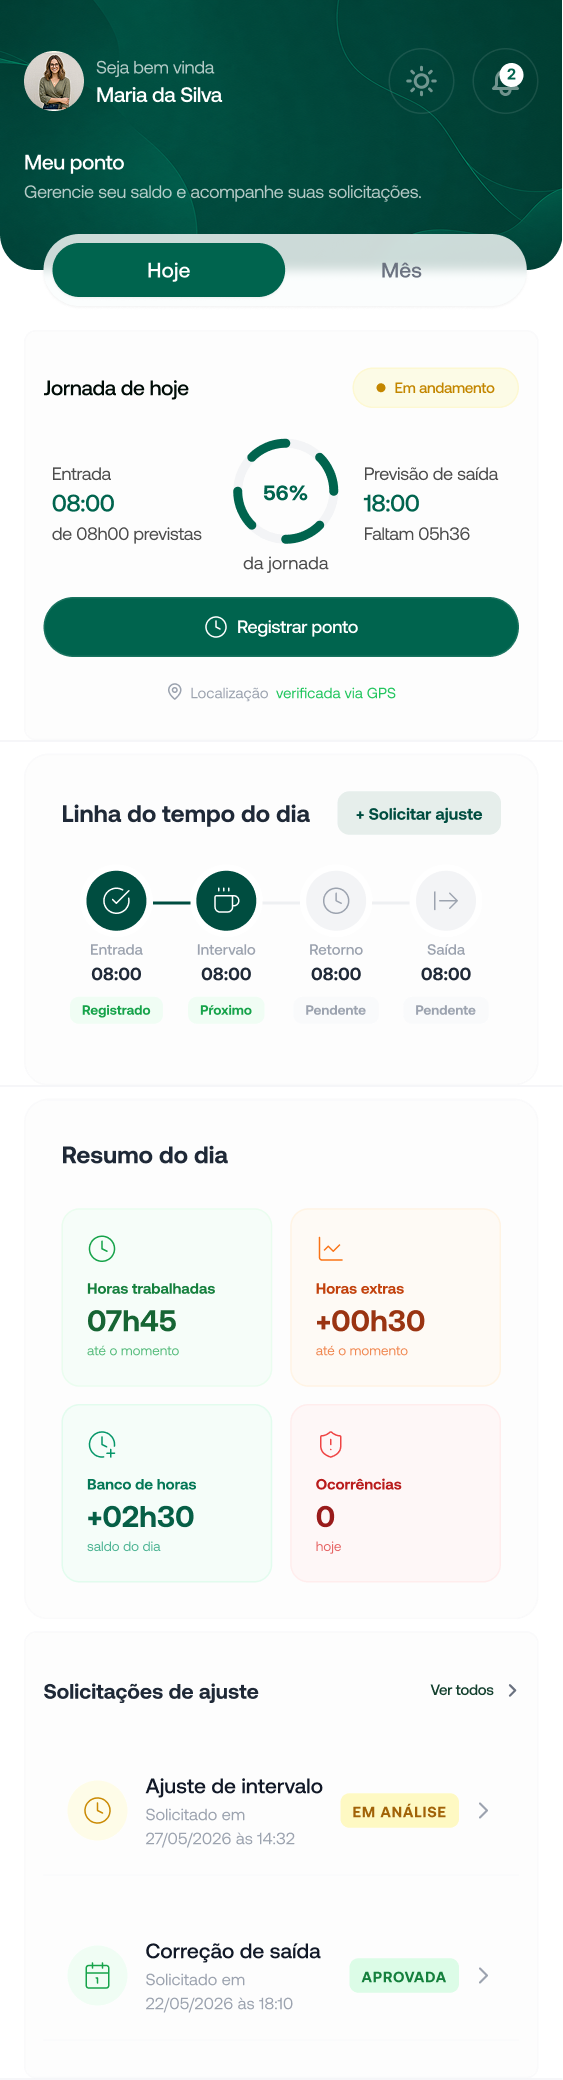 Seja bem vinda
Maria da Silva
2
Meu ponto
Gerencie seu saldo e acompanhe suas solicitações.
Hoje
Mês
Jornada de hoje
Em andamento
Entrada
08:00
de 08h00 previstas
56%
da jornada
Previsão de saída
18:00
Faltam 05h36
Registrar ponto
Localização verificada via GPS
Linha do tempo do dia
+ Solicitar ajuste
Entrada
08:00
Registrado
Intervalo
08:00
Pŕoximo
Retorno
08:00
Pendente
Saída
08:00
Pendente
Resumo do dia
Horas trabalhadas
07h45
até o momento
Horas extras
+00h30
até o momento
Banco de horas
+02h30
saldo do dia
Ocorrências
0
hoje
Solicitações de ajuste
Ver todos
Ajuste de intervalo
Solicitado em
27/05/2026 às 14:32
EM ANÁLISE
1
Correção de saída
Solicitado em
22/05/2026 às 18:10
APROVADA